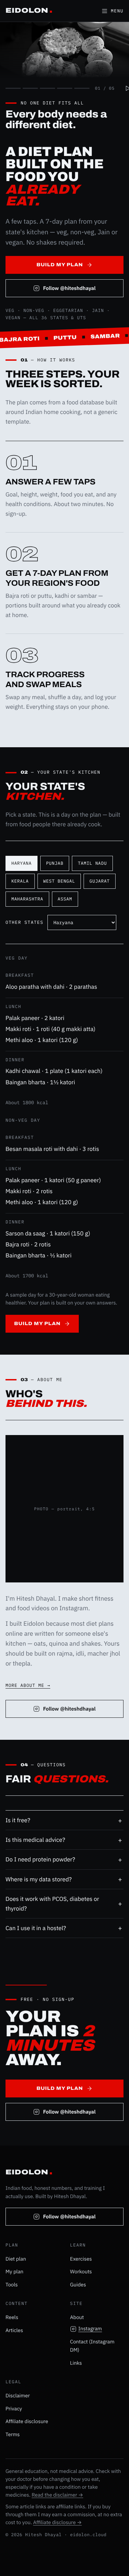 EIDOLON.
MENU
01 / 05
NO ONE DIET FITS ALL
Every body needs a
different diet.
A DIET PLAN
BUILT ON THE
FOOD YOU
ALREADY
EAT.
A few taps. A 7-day plan from your
state's kitchen — veg, non-veg, Jain or
vegan. No shakes required.
BUILD MY PLAN →
Follow @hiteshdhayal
VEG · NON-VEG · EGGETARIAN · JAIN ·
VEGAN — ALL 36 STATES & UTS
BAJRA ROTI
PUTTU
SAMBAR
01 — HOW IT WORKS
THREE STEPS. YOUR
WEEK IS SORTED.
The plan comes from a food database built
around Indian home cooking, not a generic
template.
01
ANSWER A FEW TAPS
Goal, height, weight, food you eat, and any
health conditions. About two minutes. No
sign-up.
02
GET A 7-DAY PLAN FROM
YOUR REGION'S FOOD
Bajra roti or puttu, kadhi or sambar —
portions built around what you already cook
at home.
03
TRACK PROGRESS
AND SWAP MEALS
Swap any meal, shuffle a day, and log your
weight. Everything stays on your phone.
02 — YOUR STATE'S KITCHEN
YOUR STATE'S
KITCHEN.
Pick a state. This is a day on the plan — built
from food people there already cook.
HARYANA
PUNJAB
TAMIL NADU
KERALA
WEST BENGAL
GUJARAT
MAHARASHTRA
ASSAM
OTHER STATES
Haryana
VEG DAY
BREAKFAST
Aloo paratha with dahi · 2 parathas
LUNCH
Palak paneer · 2 katori
Makki roti · 1 roti (40 g makki atta)
Methi aloo · 1 katori (120 g)
DINNER
Kadhi chawal · 1 plate (1 katori each)
Baingan bharta · 1½ katori
About 1800 kcal
NON-VEG DAY
BREAKFAST
Besan masala roti with dahi · 3 rotis
LUNCH
Palak paneer · 1 katori (50 g paneer)
Makki roti · 2 rotis
Methi aloo · 1 katori (120 g)
DINNER
Sarson da saag · 1 katori (150 g)
Bajra roti · 2 rotis
Baingan bharta · ½ katori
About 1700 kcal
A sample day for a 30-year-old woman eating
healthier. Your plan is built on your own answers.
BUILD MY PLAN →
03 — ABOUT ME
WHO'S
BEHIND THIS.
PHOTO — portrait, 4:5
I'm Hitesh Dhayal. I make short fitness
and food videos on Instagram.
I built Eidolon because most diet plans
online are written for someone else's
kitchen — oats, quinoa and shakes. Yours
should be built on rajma, idli, macher jhol
or thepla.
MORE ABOUT ME →
Follow @hiteshdhayal
04 — QUESTIONS
FAIR QUESTIONS.
Is it free? +
Is this medical advice? +
Do I need protein powder? +
Where is my data stored? +
Does it work with PCOS, diabetes or
thyroid? +
Can I use it in a hostel? +
FREE · NO SIGN-UP
YOUR
PLAN IS 2
MINUTES
AWAY.
BUILD MY PLAN →
Follow @hiteshdhayal
EIDOLON.
Indian food, honest numbers, and training I
actually use. Built by Hitesh Dhayal.
Follow @hiteshdhayal
PLAN
Diet plan
My plan
Tools
LEARN
Exercises
Workouts
Guides
CONTENT
Reels
Articles
SITE
About
Instagram
Contact (Instagram
DM)
Links
LEGAL
Disclaimer
Privacy
Affiliate disclosure
Terms
General education, not medical advice. Check with
your doctor before changing how you eat,
especially if you have a condition or take
medicines. Read the disclaimer →
Some article links are affiliate links. If you buy
through them I may earn a commission, at no extra
cost to you. Affiliate disclosure →
© 2026 Hitesh Dhayal · eidolon.cloud